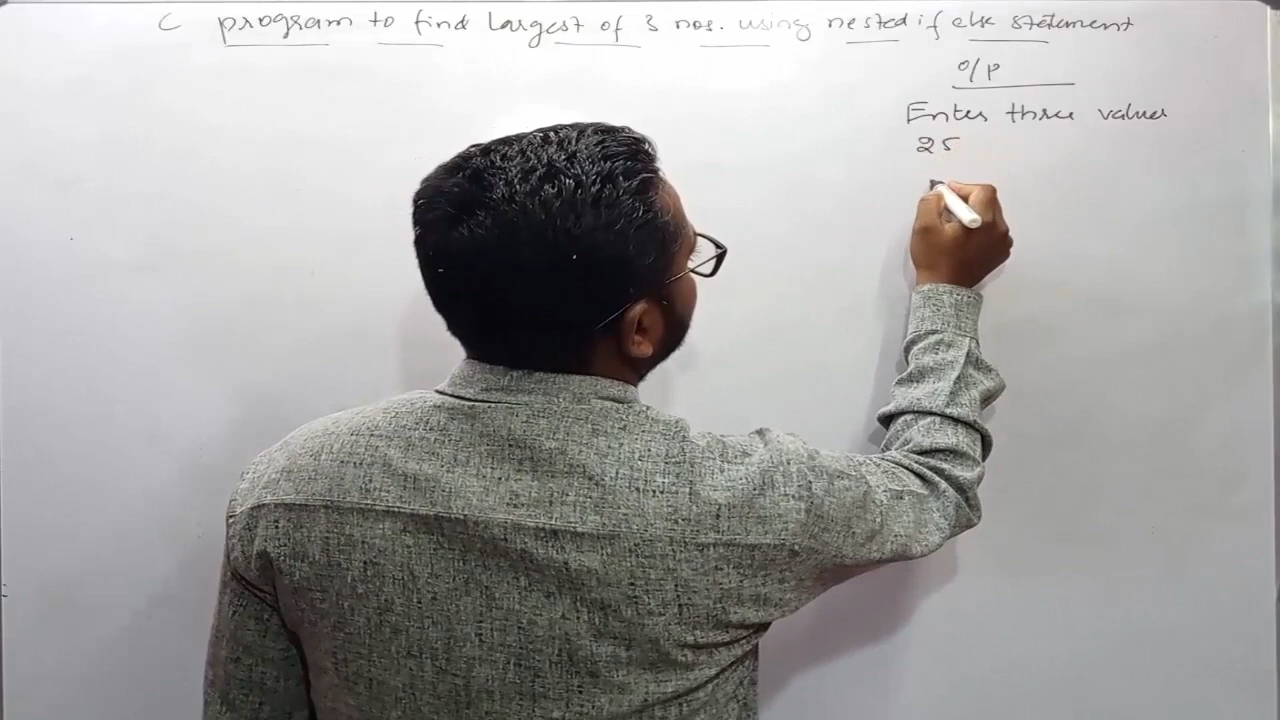 C program to find largest of 3 nos. using nested if else statement
O/P
Enter three values
25